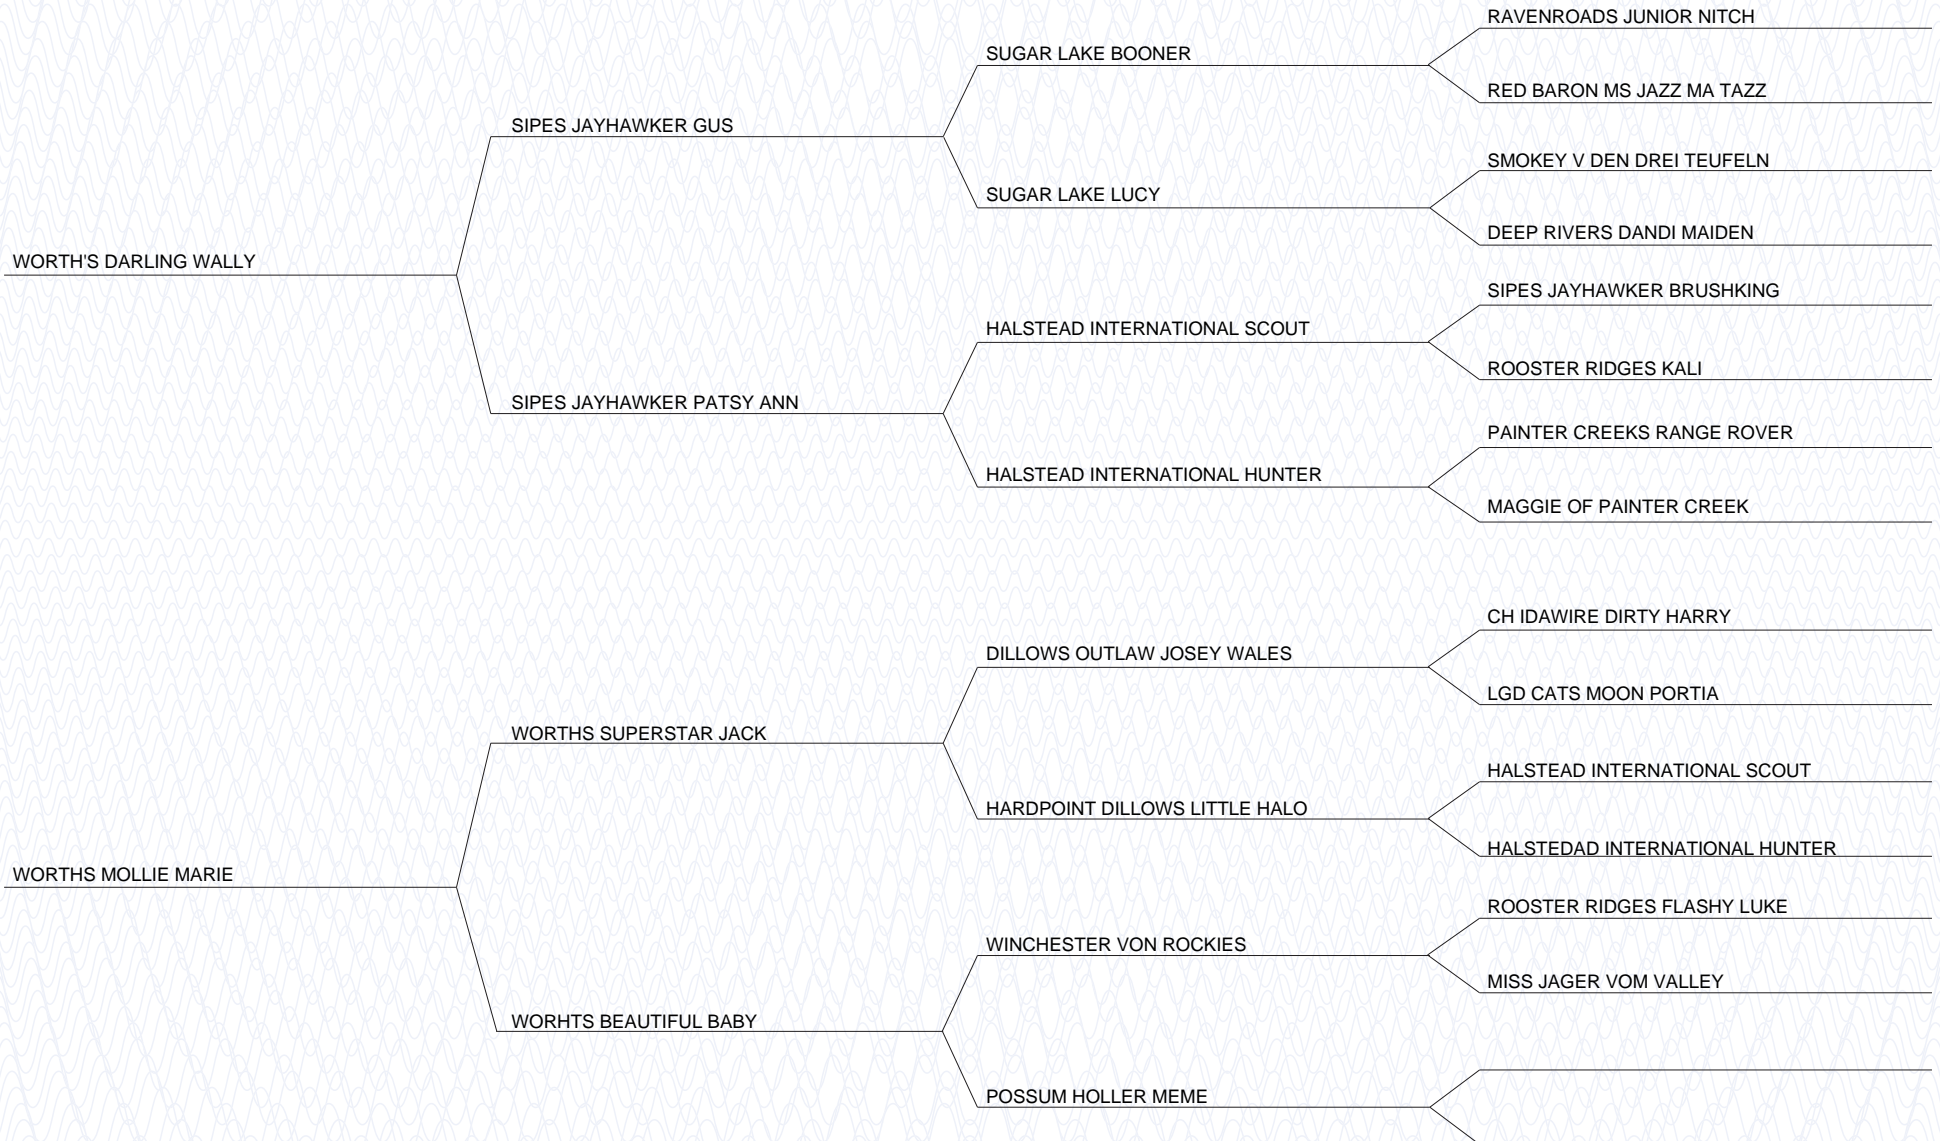 RAVENROADS JUNIOR NITCH
SUGAR LAKE BOONER
RED BARON MS JAZZ MA TAZZ
SIPES JAYHAWKER GUS
SMOKEY V DEN DREI TEUFELN
SUGAR LAKE LUCY
DEEP RIVERS DANDI MAIDEN
WORTH'S DARLING WALLY
SIPES JAYHAWKER BRUSHKING
HALSTEAD INTERNATIONAL SCOUT
ROOSTER RIDGES KALI
SIPES JAYHAWKER PATSY ANN
PAINTER CREEKS RANGE ROVER
HALSTEAD INTERNATIONAL HUNTER
MAGGIE OF PAINTER CREEK
CH IDAWIRE DIRTY HARRY
DILLOWS OUTLAW JOSEY WALES
LGD CATS MOON PORTIA
WORTHS SUPERSTAR JACK
HALSTEAD INTERNATIONAL SCOUT
HARDPOINT DILLOWS LITTLE HALO
HALSTEDAD INTERNATIONAL HUNTER
WORTHS MOLLIE MARIE
ROOSTER RIDGES FLASHY LUKE
WINCHESTER VON ROCKIES
MISS JAGER VOM VALLEY
WORHTS BEAUTIFUL BABY
POSSUM HOLLER MEME